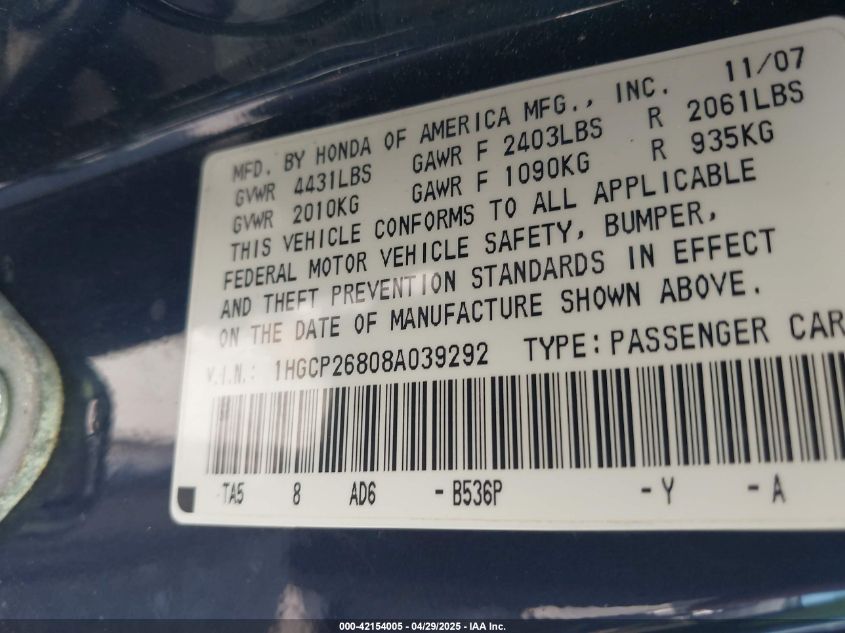 11/07
MFD. BY HONDA OF AMERICA MFG., INC.
GVWR 4431LBS GAWR F 2403LBS R 2061LBS
GVWR 2010KG GAWR F 1090KG R 935KG
THIS VEHICLE CONFORMS TO ALL APPLICABLE
FEDERAL MOTOR VEHICLE SAFETY, BUMPER,
AND THEFT PREVENTION STANDARDS IN EFFECT
ON THE DATE OF MANUFACTURE SHOWN ABOVE.
V.I.N.: 1HGCP26808A039292 TYPE: PASSENGER CAR
-TA5 8 AD6 -B536P -Y -A
000-42154005 - 04/29/2025 - IAA Inc.